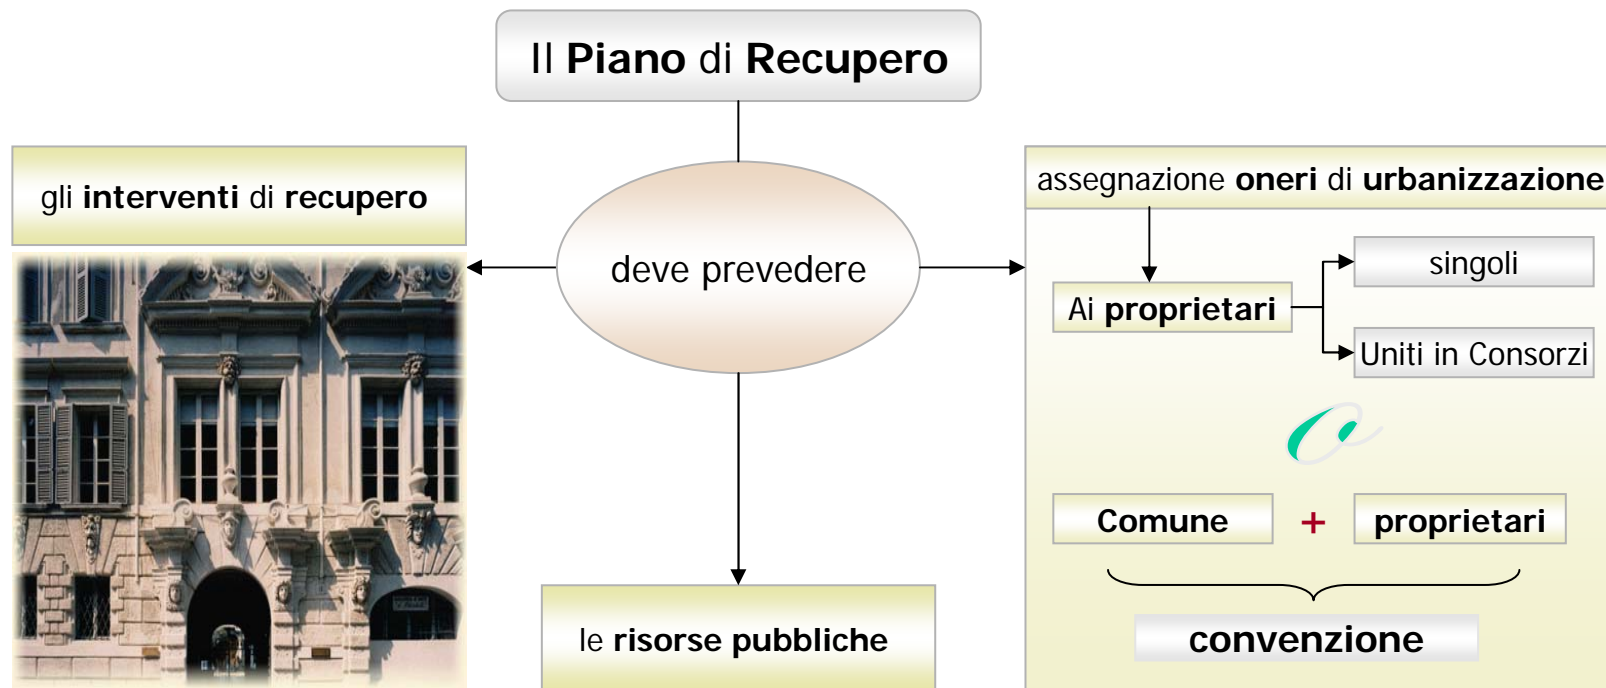 Il Piano di Recupero
gli interventi di recupero
deve prevedere
le risorse pubbliche
assegnazione oneri di urbanizzazione
Ai proprietari
singoli
Uniti in Consorzi
e
Comune + proprietari
convenzione